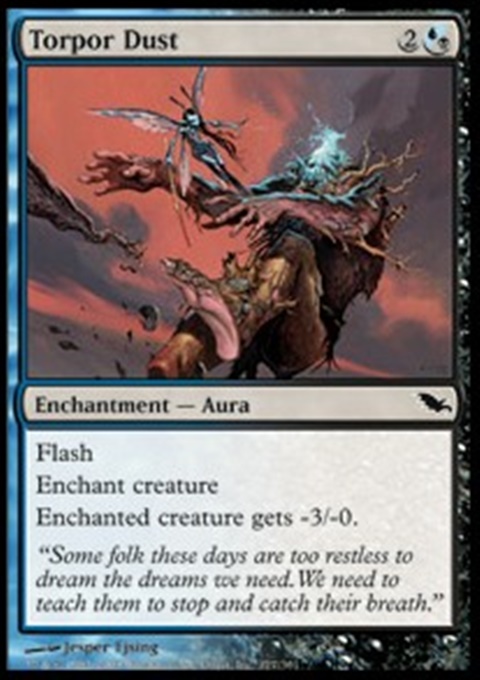 Torpor Dust 2
Enchantment — Aura
Flash
Enchant creature
Enchanted creature gets -3/-0.
“Some folk these days are too restless to
dream the dreams we need. We need to
teach them to stop and catch their breath.”
Jesper Ejsing